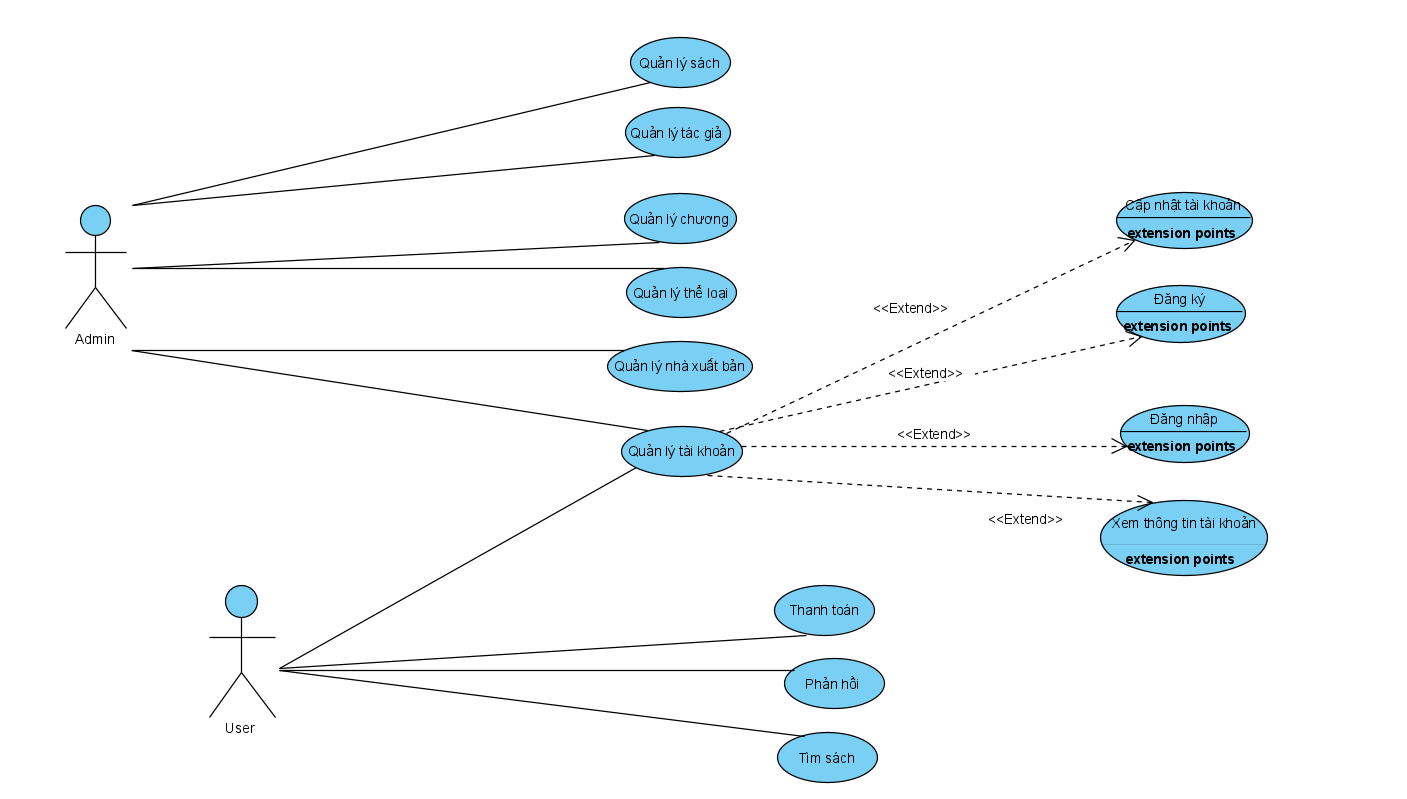 Quản lý sách
Quản lý tác giả
Quản lý chương
Quản lý thể loại
Quản lý nhà xuất bản
Quản lý tài khoản
Admin
<<Extend>>
<<Extend>>
<<Extend>>
<<Extend>>
Cập nhật tài khoản
extension points
Đăng ký
extension points
Đăng nhập
extension points
Xem thông tin tài khoản
extension points
User
Thanh toán
Phản hồi
Tìm sách